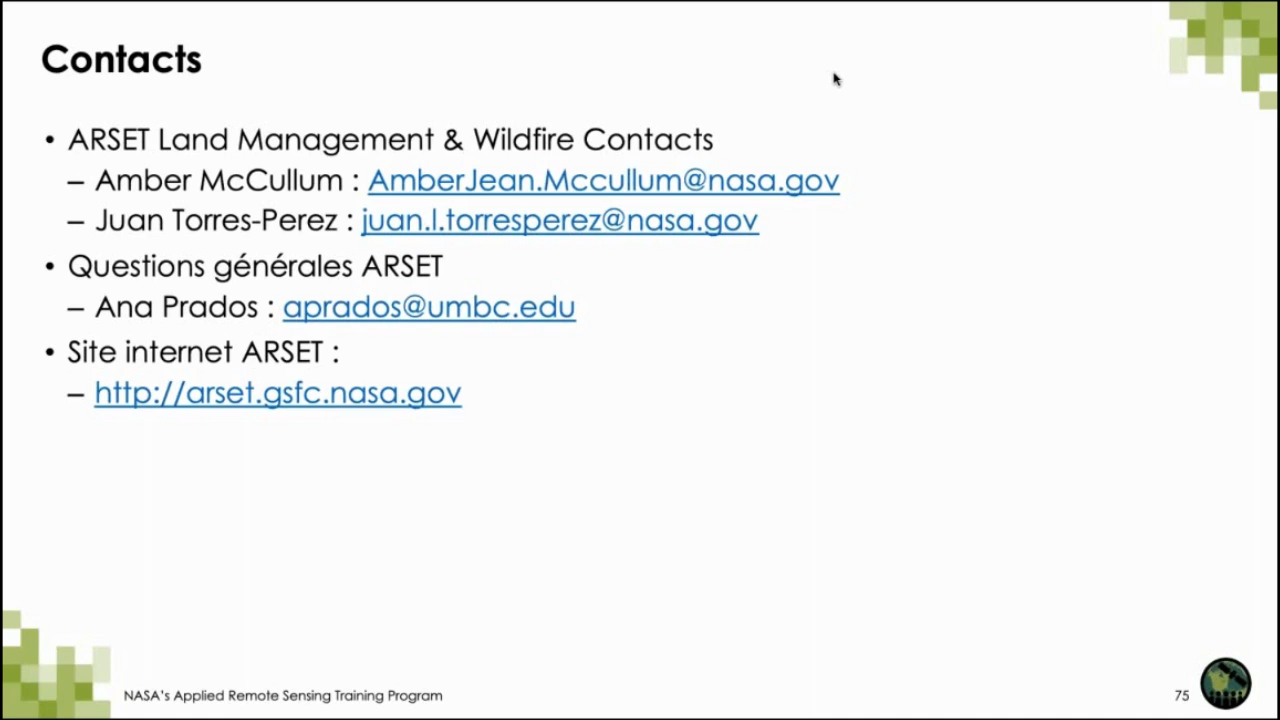 Contacts
• ARSET Land Management & Wildfire Contacts
– Amber McCullum : AmberJean.Mccullum@nasa.gov
– Juan Torres-Perez : juan.l.torresperez@nasa.gov
• Questions générales ARSET
– Ana Prados : aprados@umbc.edu
• Site internet ARSET :
– http://arset.gsfc.nasa.gov
NASA's Applied Remote Sensing Training Program
75